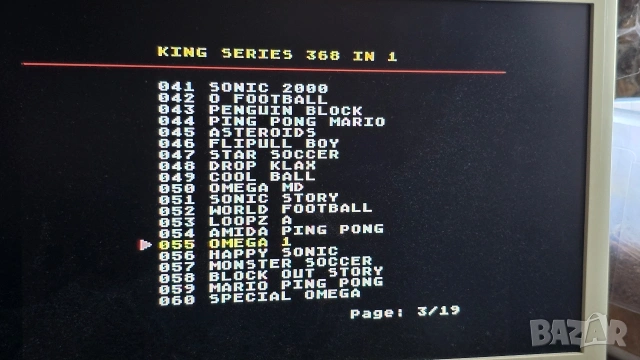 KING SERIES 368 IN 1
041 SONIC 2000
042 O FOOTBALL
043 PENGUIN BLOCK
044 PING PONG MARIO
045 ASTEROIDS
046 FLIPULL BOY
047 STAR SOCCER
048 DROP KLAX
049 COOL BALL
050 OMEGA MD
051 SONIC STORY
052 WORLD FOOTBALL
053 LOOPZ A
054 AMIDA PING PONG
055 OMEGA 1
056 HAPPY SONIC
057 MONSTER SOCCER
058 BLOCK OUT STORY
059 MARIO PING PONG
060 SPECIAL OMEGA
Page: 3/19
BAZAR